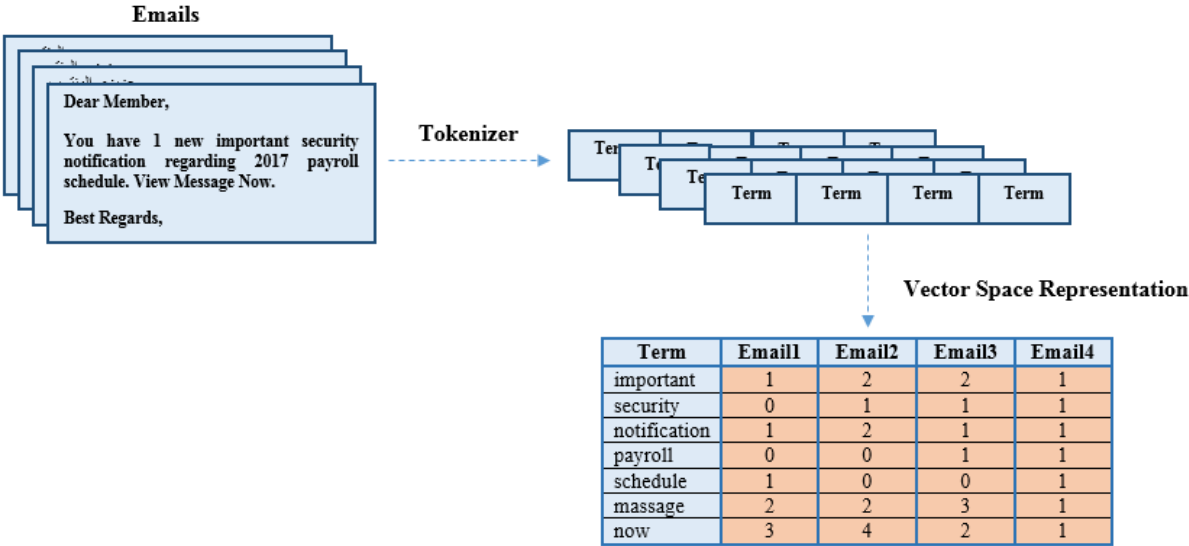 Emails
Dear Member,
You have 1 new important security
notification regarding 2017 payroll
schedule. View Message Now.
Best Regards,
Tokenizer
Term Term Term Term
Vector Space Representation
Term Email1 Email2 Email3 Email4
important 1 2 2 1
security 0 1 1 1
notification 1 2 1 1
payroll 0 0 1 1
schedule 1 0 0 1
massage 2 2 3 1
now 3 4 2 1